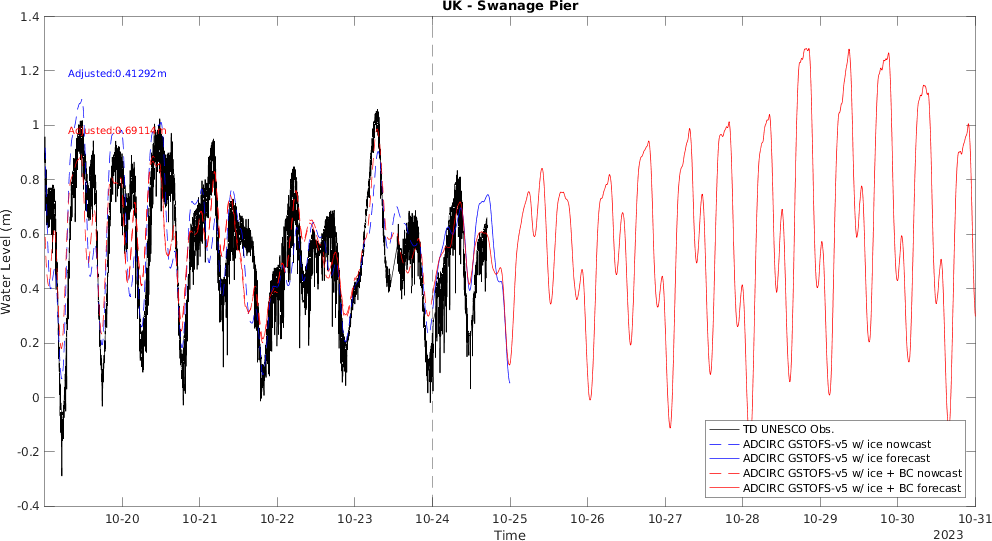 UK - Swanage Pier
1.4
1.2
1
0.8
0.6
0.4
0.2
0
-0.2
-0.4
Water Level (m)
Adjusted:0.41292m
Adjusted:0.69114m
TD UNESCO Obs.
ADCIRC GSTOFS-v5 w/ ice nowcast
ADCIRC GSTOFS-v5 w/ ice forecast
ADCIRC GSTOFS-v5 w/ ice + BC nowcast
ADCIRC GSTOFS-v5 w/ ice + BC forecast
10-20 10-21 10-22 10-23 10-24 10-25 10-26 10-27 10-28 10-29 10-30 10-31
Time
2023